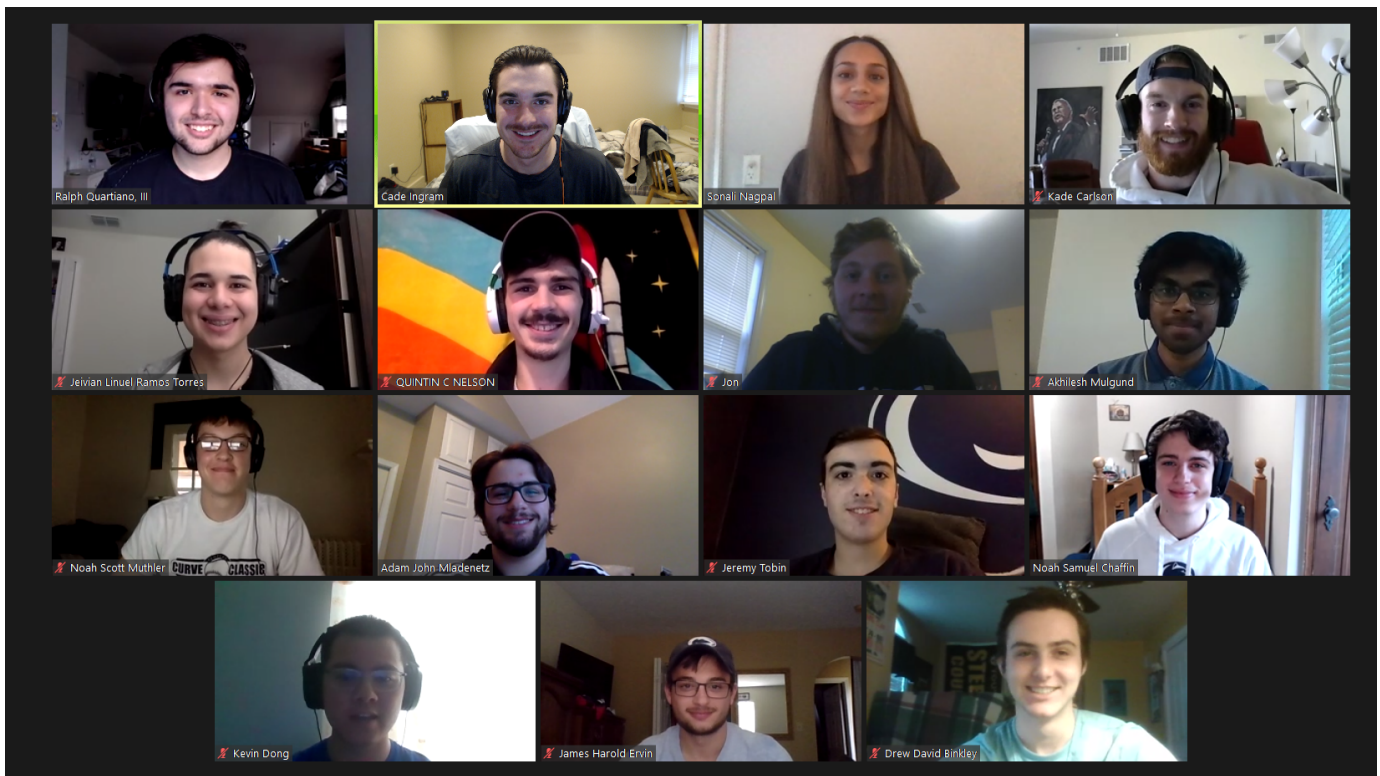 Ralph Quartiano, III
Cade Ingram
Sonali Nagpal
Kade Carlson
Jeivian Linuel Ramos Torres
QUINTIN C NELSON
Jon
Akhilesh Mulgund
Noah Scott Muthler
CURVE CLASSIC
Adam John Mladenetz
Jeremy Tobin
Noah Samuel Chaffin
Kevin Dong
James Harold Ervin
STEE
COU
Drew David Binkley